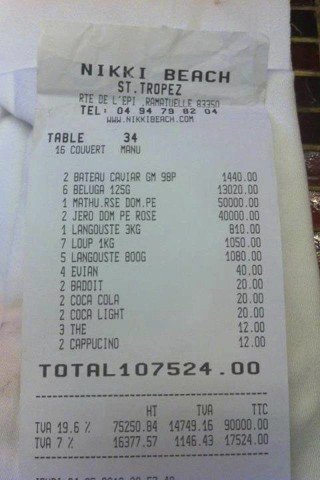 NIKKI BEACH
ST.TROPEZ
RTE DE L'EPI ,RAMATUELLE 83350
TEL: 04 94 79 82 04
WWW.NIKKIBEACH.COM
TABLE 34
16 COUVERT MANU
2 BATEAU CAVIAR GM 98P 1440.00
6 BELUGA 125G 13020.00
1 MATHU.RSE DOM.PE 50000.00
2 JERO DOM PE ROSE 40000.00
1 LANGOUSTE 3KG 810.00
7 LOUP 1KG 1050.00
5 LANGOUSTE 800G 1080.00
4 EVIAN 40.00
2 BADOIT 20.00
2 COCA COLA 20.00
2 COCA LIGHT 20.00
3 THE 12.00
2 CAPPUCINO 12.00
TOTAL107524.00
HT TVA TTC
TVA 19.6 % 75250.84 14749.16 90000.00
TVA 7 % 16377.57 1146.43 17524.00